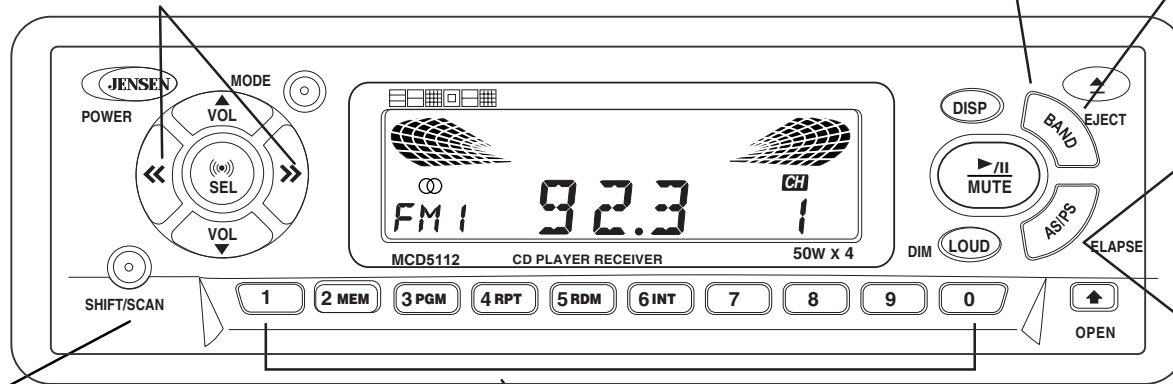 JENSEN
POWER
MODE
VOL
SEL
VOL
SHIFT/SCAN
FM 1
92.3
CH
1
MCD5112
CD PLAYER RECEIVER
50W X 4
DISP
BAND
EJECT
/II
MUTE
AS/PS
DIM
LOUD
ELAPSE
1
2 MEM
3 PGM
4 RPT
5 RDM
6 INT
7
8
9
0
OPEN